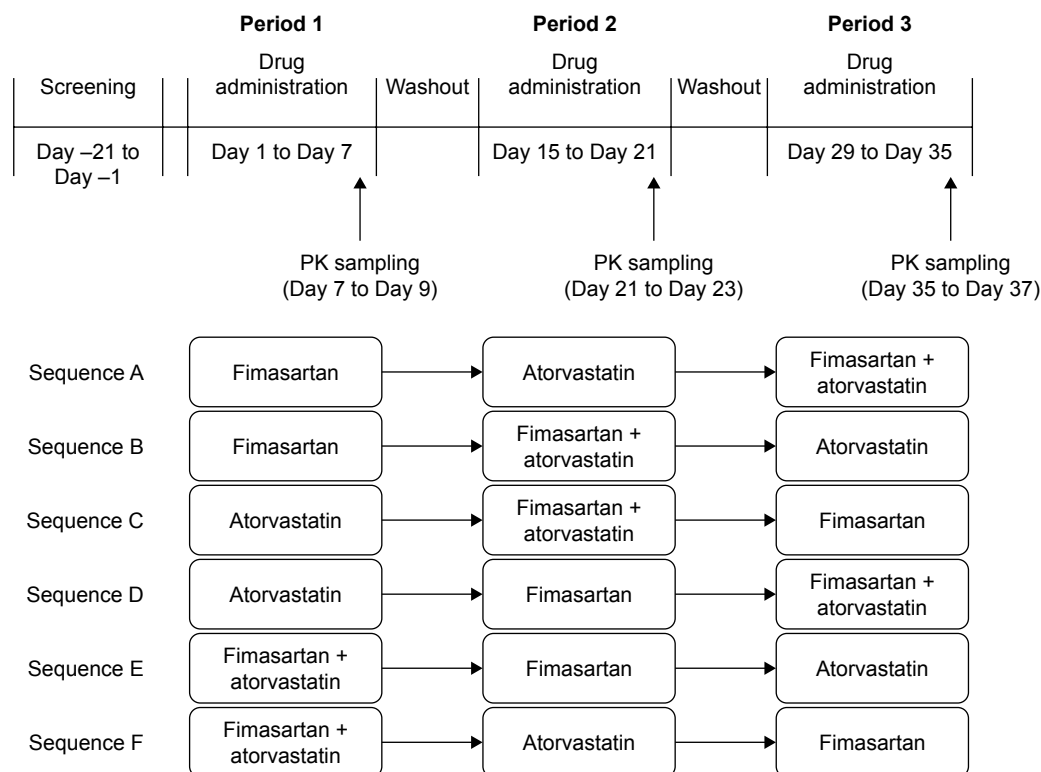 Period 1 Period 2 Period 3
Screening Drug administration Washout Drug administration Washout Drug administration
Day –21 to Day –1 Day 1 to Day 7 Day 15 to Day 21 Day 29 to Day 35
PK sampling PK sampling PK sampling
(Day 7 to Day 9) (Day 21 to Day 23) (Day 35 to Day 37)
Sequence A Fimasartan Atorvastatin Fimasartan + atorvastatin
Sequence B Fimasartan Fimasartan + atorvastatin Atorvastatin
Sequence C Atorvastatin Fimasartan + atorvastatin Fimasartan
Sequence D Atorvastatin Fimasartan Fimasartan + atorvastatin
Sequence E Fimasartan + atorvastatin Fimasartan Atorvastatin
Sequence F Fimasartan + atorvastatin Atorvastatin Fimasartan